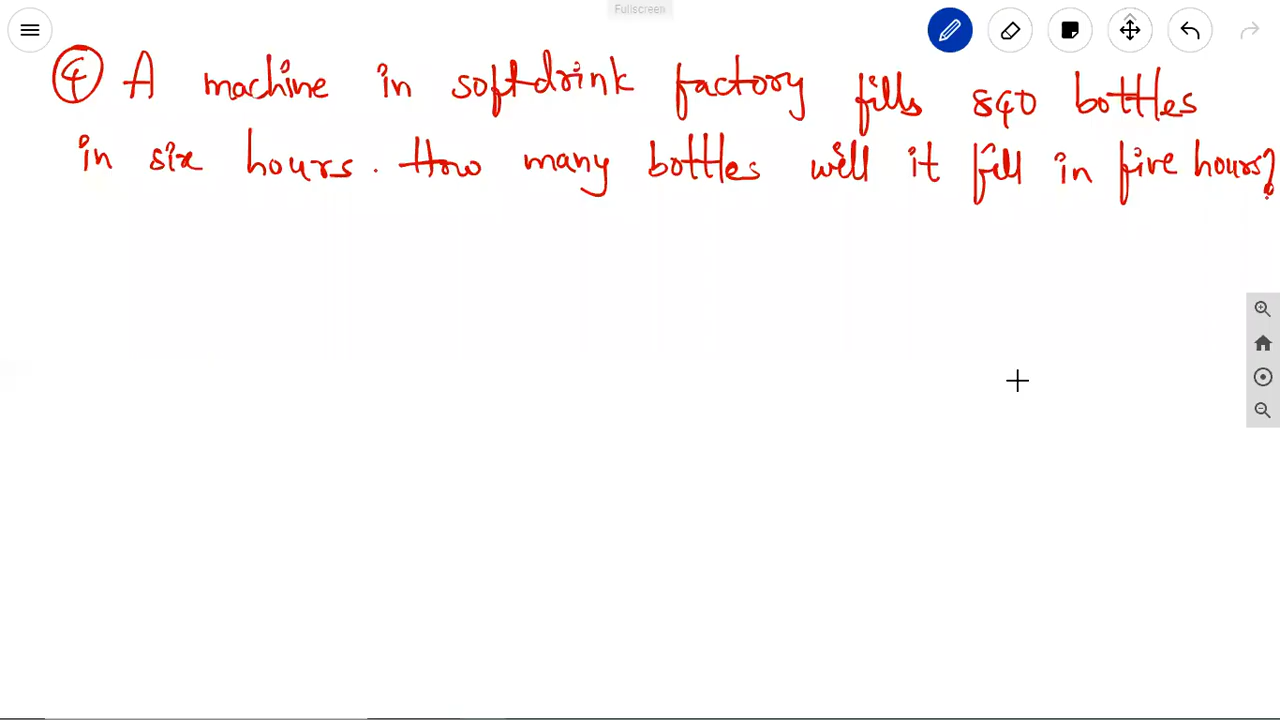 Fullscreen
④ A machine in softdrink factory fills 840 bottles
in six hours. How many bottles will it fill in five hours?